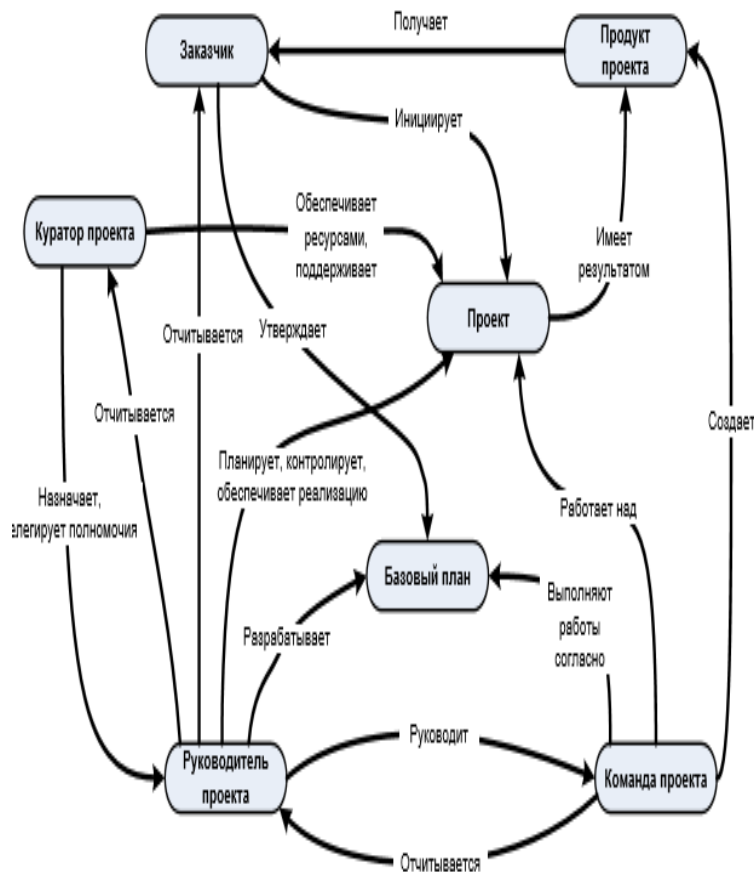 Получает
Заказчик
Продукт
проекта
Инициирует
Обеспечивает
ресурсами,
поддерживает
Куратор проекта
Имеет
результатом
Проект
Отчитывается
Утверждает
Отчитывается
Создает
Планирует, контролирует,
обеспечивает реализацию
Назначает,
елегирует полномочия
Работает над
Базовый план
Выполняют
работы
согласно
Разрабатывает
Руководит
Руководитель
проекта
Команда проекта
Отчитывается